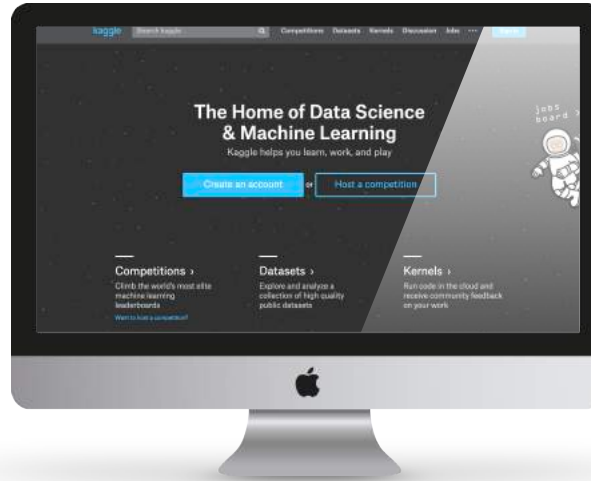 kaggle Search kaggle Competitions Datasets Kernels Discussion Jobs ••• Sign In
jobs
board ›
The Home of Data Science
& Machine Learning
Kaggle helps you learn, work, and play
Create an account or Host a competition
Competitions ›
Climb the world's most elite
machine learning
leaderboards
Want to host a competition?
Datasets ›
Explore and analyze a
collection of high quality
public datasets
Kernels ›
Run code in the cloud and
receive community feedback
on your work